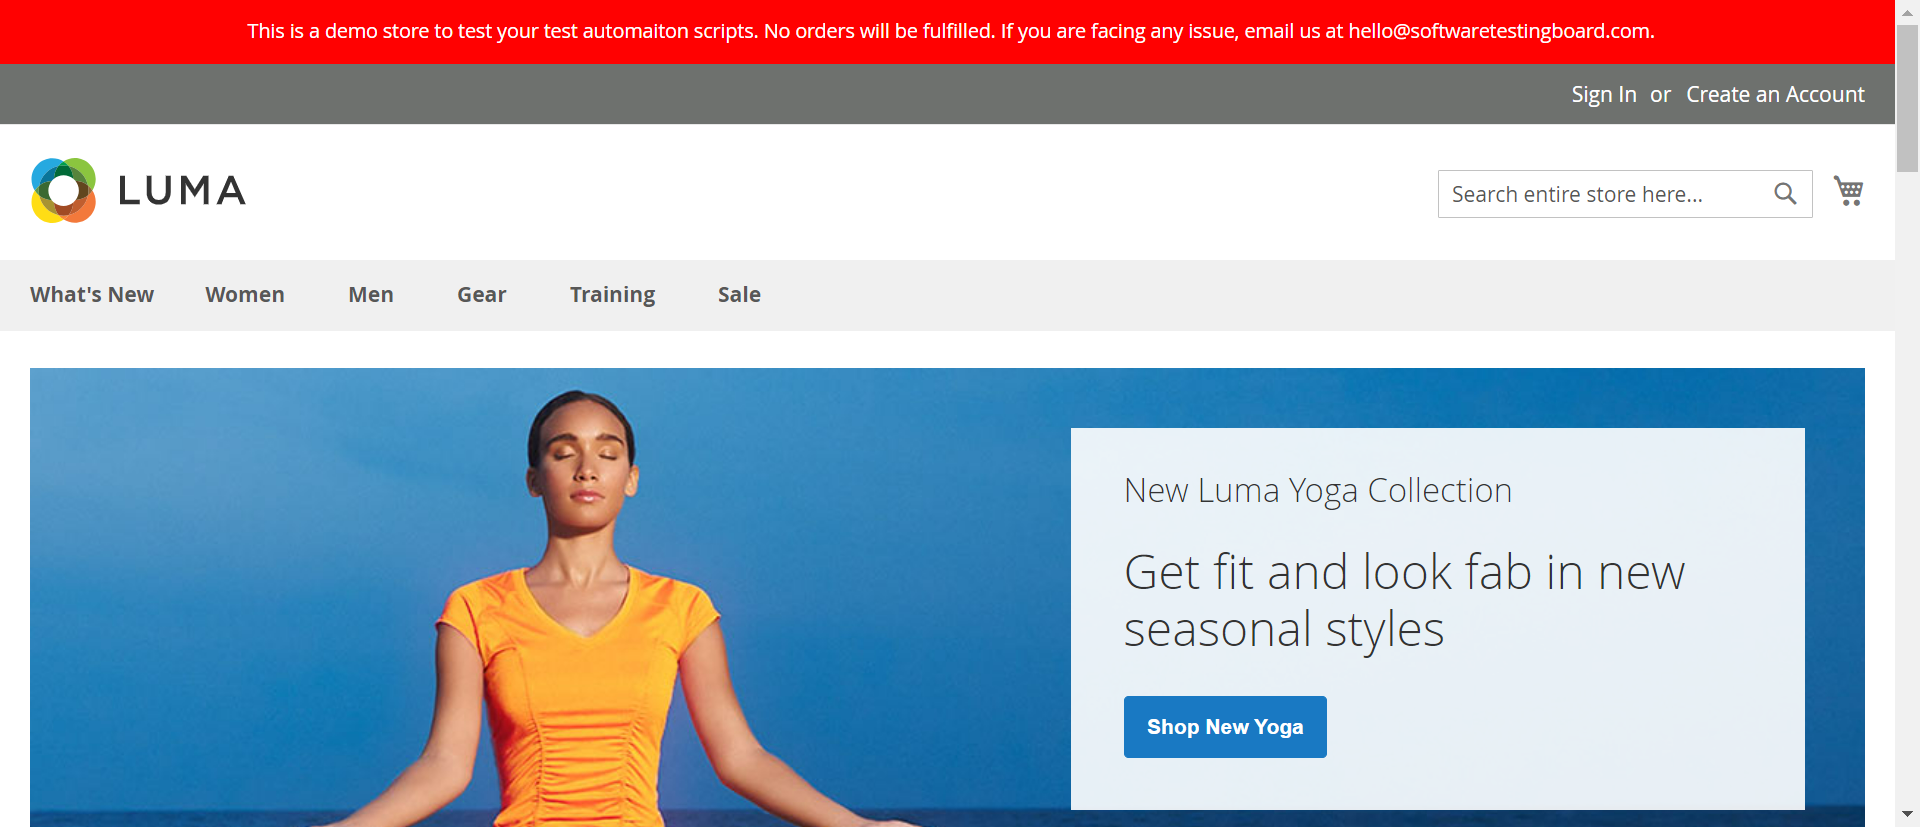 This is a demo store to test your test automaiton scripts. No orders will be fulfilled. If you are facing any issue, email us at hello@softwaretestingboard.com.
Sign In or Create an Account
LUMA
Search entire store here...
What's New Women Men Gear Training Sale
New Luma Yoga Collection
Get fit and look fab in new
seasonal styles
Shop New Yoga